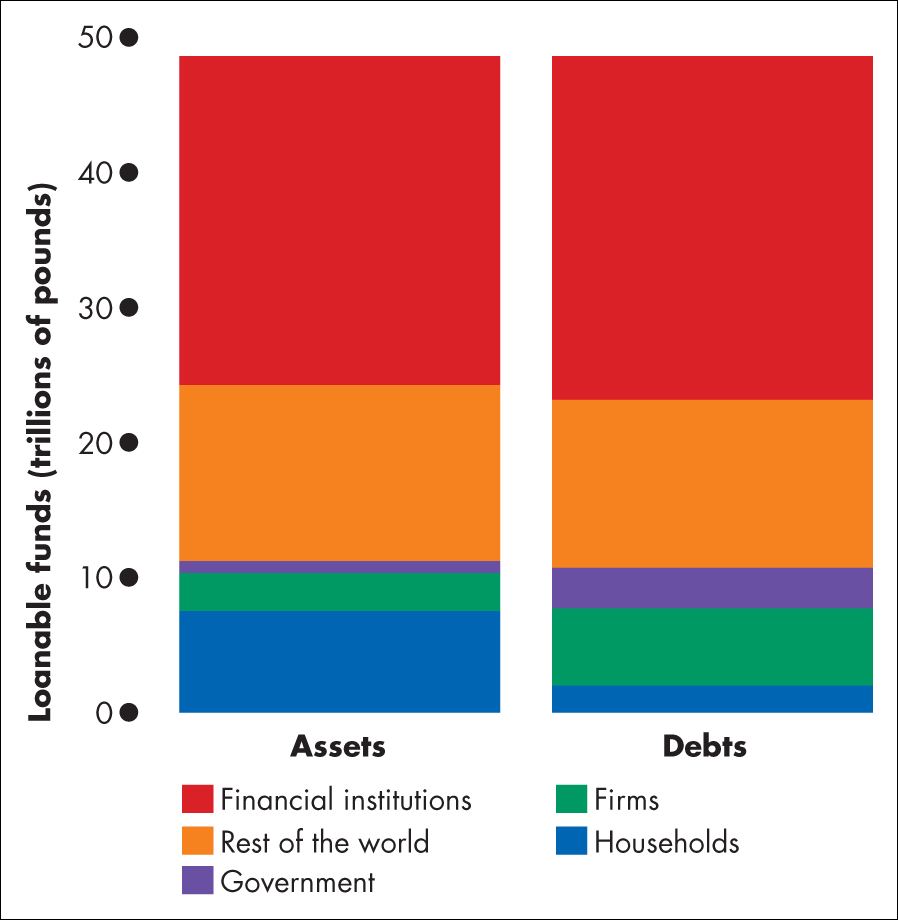 Loanable funds (trillions of pounds)
50
40
30
20
10
0
Assets
Debts
Financial institutions
Rest of the world
Government
Firms
Households